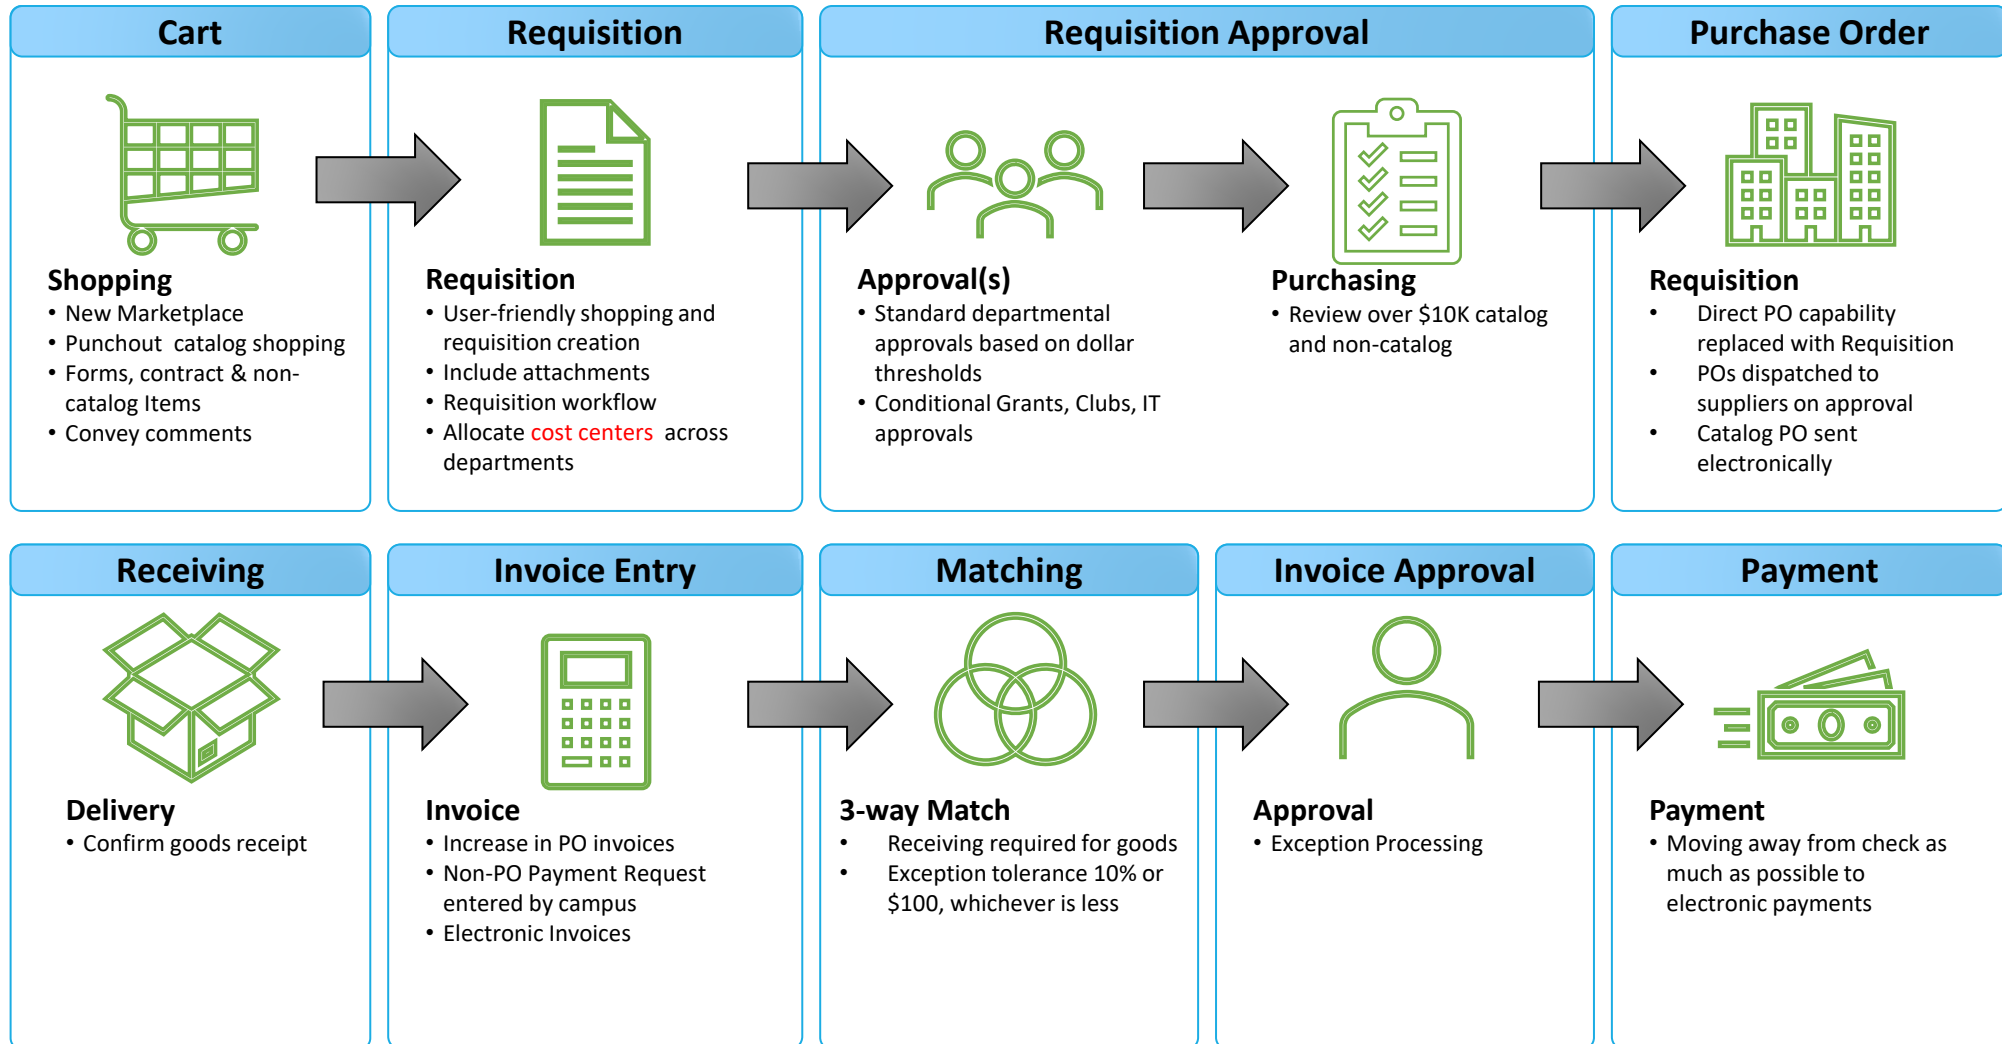 Cart
Shopping
• New Marketplace
• Punchout catalog shopping
• Forms, contract & non-
catalog Items
• Convey comments
Requisition
Requisition
• User-friendly shopping and
requisition creation
• Include attachments
• Requisition workflow
• Allocate cost centers across
departments
Requisition Approval
Approval(s)
• Standard departmental
approvals based on dollar
thresholds
• Conditional Grants, Clubs, IT
approvals
Purchasing
• Review over $10K catalog
and non-catalog
Purchase Order
Requisition
• Direct PO capability
replaced with Requisition
• POs dispatched to
suppliers on approval
• Catalog PO sent
electronically
Receiving
Delivery
• Confirm goods receipt
Invoice Entry
Invoice
• Increase in PO invoices
• Non-PO Payment Request
entered by campus
• Electronic Invoices
Matching
3-way Match
• Receiving required for goods
• Exception tolerance 10% or
$100, whichever is less
Invoice Approval
Approval
• Exception Processing
Payment
Payment
• Moving away from check as
much as possible to
electronic payments